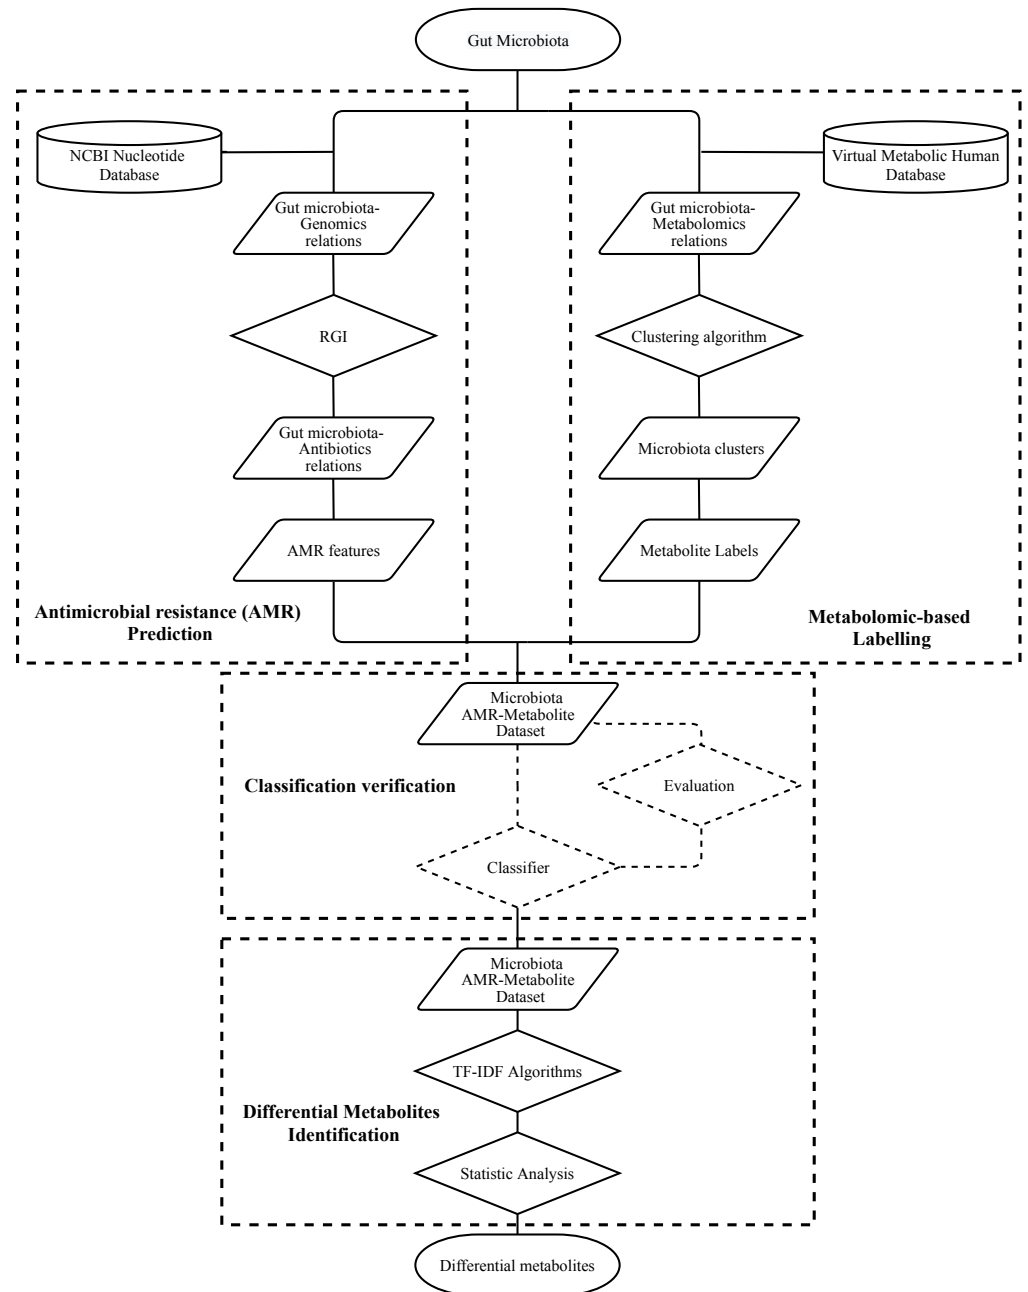 Gut Microbiota
NCBI Nucleotide
Database
Gut microbiota-
Genomics
relations
RGI
Gut microbiota-
Antibiotics
relations
AMR features
Antimicrobial resistance (AMR)
Prediction
Virtual Metabolic Human
Database
Gut microbiota-
Metabolomics
relations
Clustering algorithm
Microbiota clusters
Metabolite Labels
Metabolomic-based
Labelling
Microbiota
AMR-Metabolite
Dataset
Classification verification
Evaluation
Classifier
Microbiota
AMR-Metabolite
Dataset
TF-IDF Algorithms
Differential Metabolites
Identification
Statistic Analysis
Differential metabolites